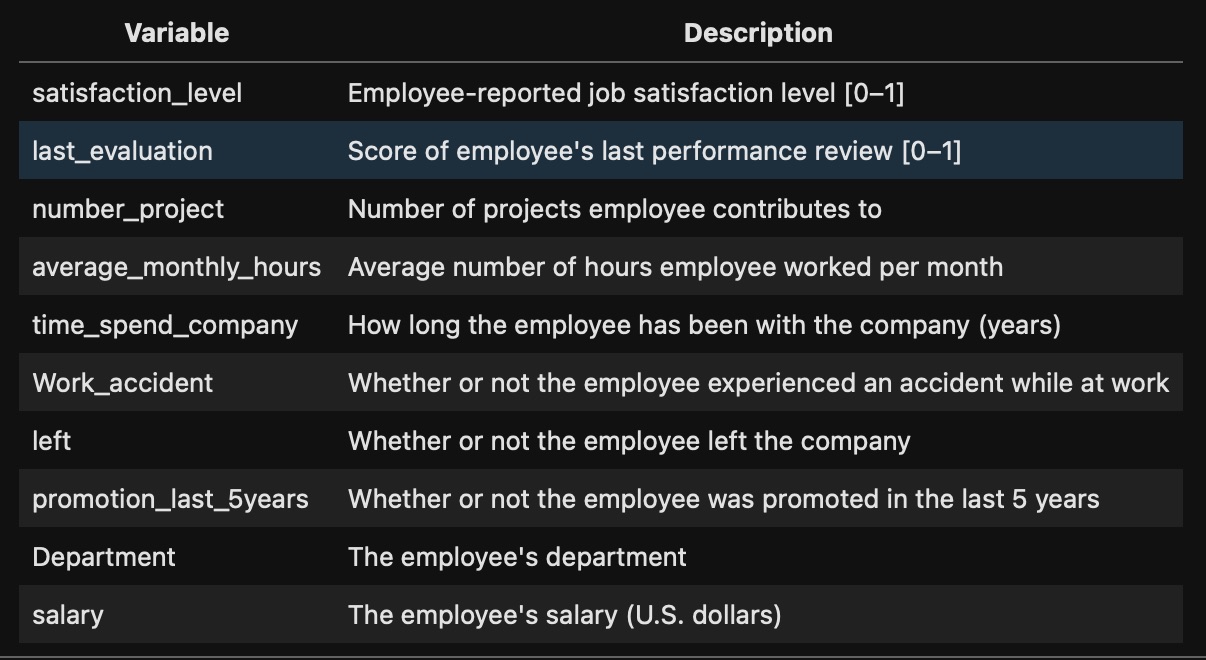 Variable Description
satisfaction_level Employee-reported job satisfaction level [0–1]
last_evaluation Score of employee's last performance review [0–1]
number_project Number of projects employee contributes to
average_monthly_hours Average number of hours employee worked per month
time_spend_company How long the employee has been with the company (years)
Work_accident Whether or not the employee experienced an accident while at work
left Whether or not the employee left the company
promotion_last_5years Whether or not the employee was promoted in the last 5 years
Department The employee's department
salary The employee's salary (U.S. dollars)